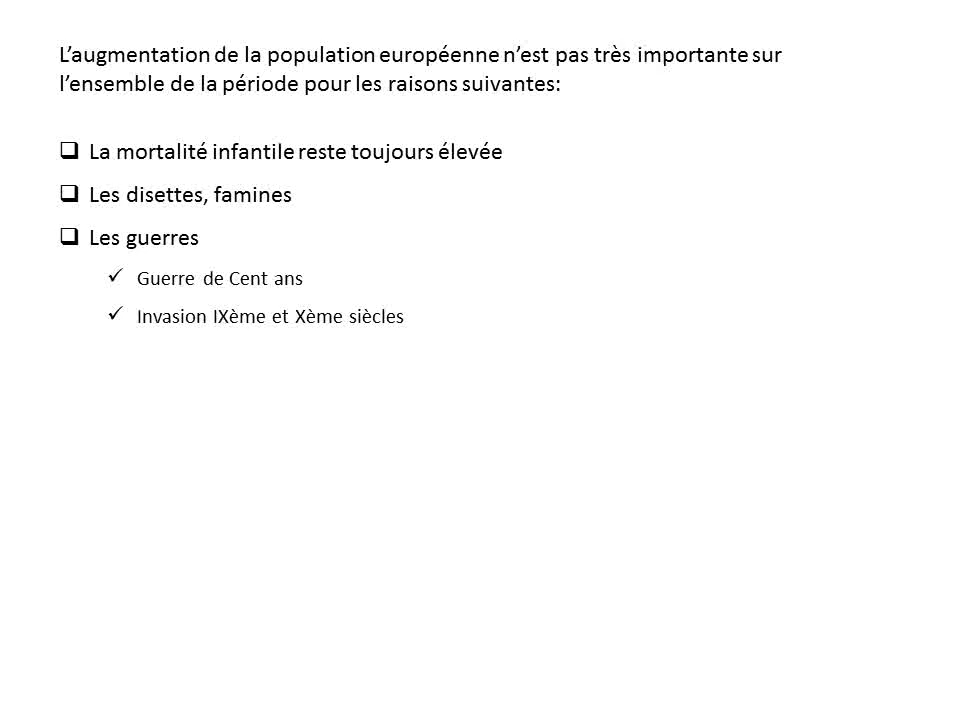 L’augmentation de la population européenne n’est pas très importante sur
l’ensemble de la période pour les raisons suivantes:
❑ La mortalité infantile reste toujours élevée
❑ Les disettes, famines
❑ Les guerres
✓ Guerre de Cent ans
✓ Invasion IXème et Xème siècles